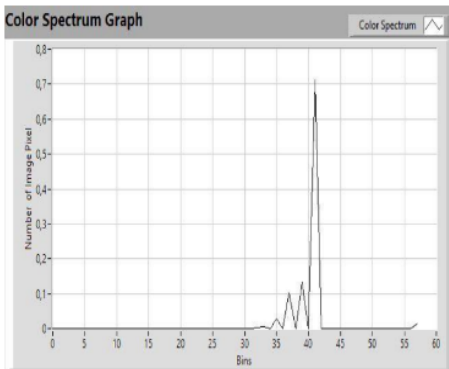 Color Spectrum Graph
Color Spectrum
0,8
0,7
0,6
0,5
0,4
0,3
0,2
0,1
0
Number of Image Pixel
0 5 10 15 20 25 30 35 40 45 50 55 60
Bins